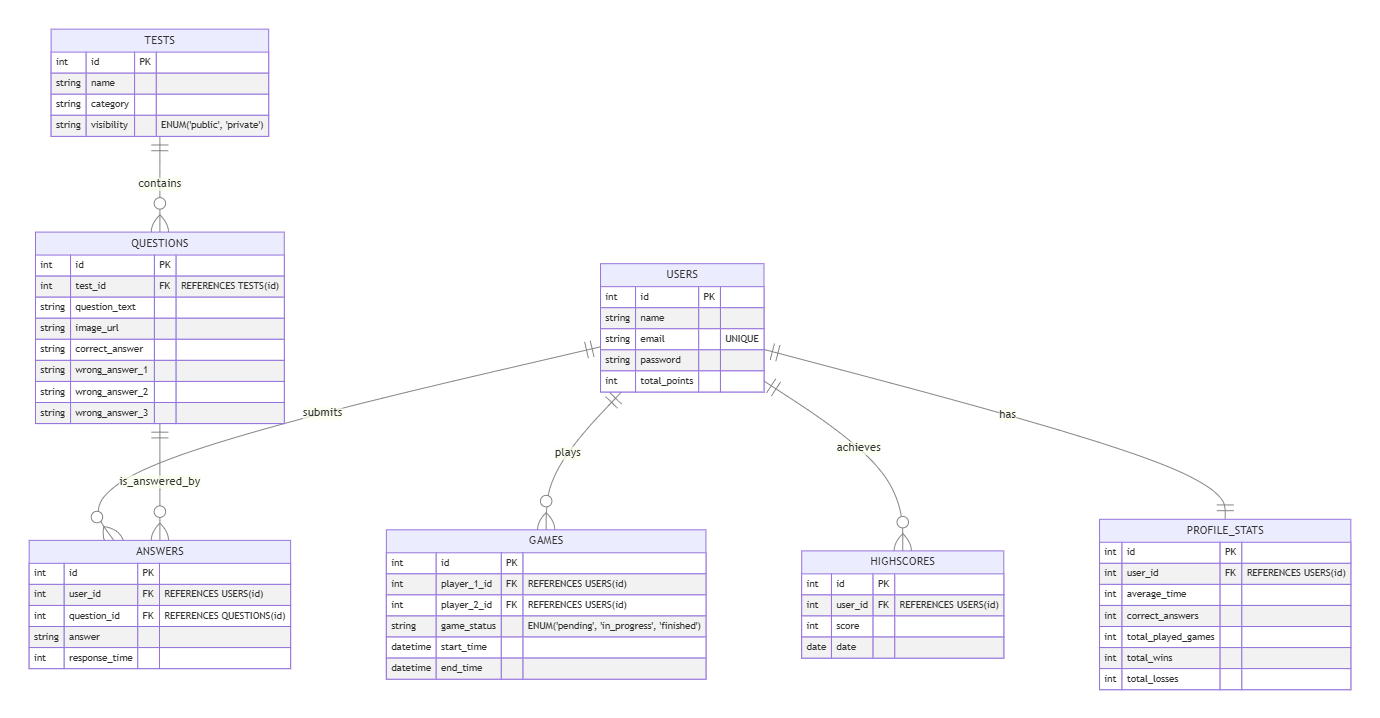 TESTS
int id PK
string name
string category
string visibility ENUM('public', 'private')
contains
QUESTIONS
int id PK
int test_id FK REFERENCES TESTS(id)
string question_text
string image_url
string correct_answer
string wrong_answer_1
string wrong_answer_2
string wrong_answer_3
USERS
int id PK
string name
string email UNIQUE
string password
int total_points
submits
is_answered_by
plays
achieves
has
ANSWERS
int id PK
int user_id FK REFERENCES USERS(id)
int question_id FK REFERENCES QUESTIONS(id)
string answer
int response_time
GAMES
int id PK
int player_1_id FK REFERENCES USERS(id)
int player_2_id FK REFERENCES USERS(id)
string game_status ENUM('pending', 'in_progress', 'finished')
datetime start_time
datetime end_time
HIGHSCORES
int id PK
int user_id FK REFERENCES USERS(id)
int score
date date
PROFILE_STATS
int id PK
int user_id FK REFERENCES USERS(id)
int average_time
int correct_answers
int total_played_games
int total_wins
int total_losses